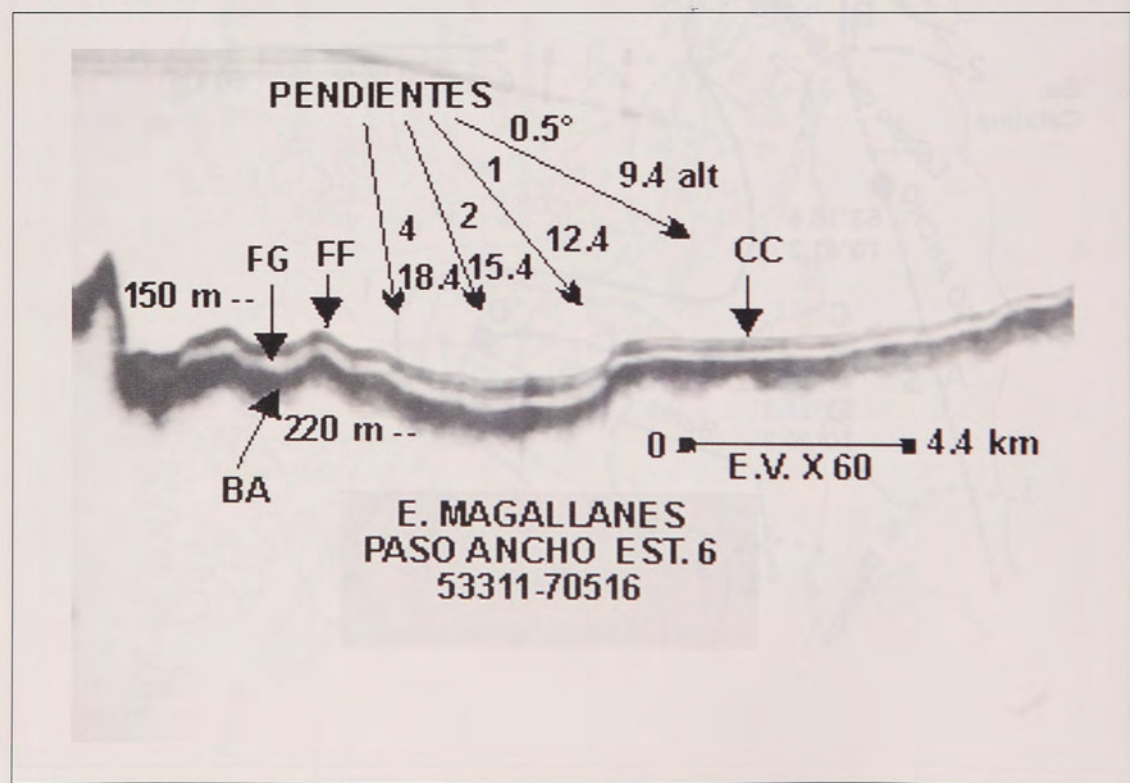 PENDIENTES
0.5°
1
9.4 alt
4
2
12.4
18.4
15.4
FG
FF
CC
150 m --
220 m --
BA
0
4.4 km
E.V. X 60
E. MAGALLANES
PASO ANCHO EST. 6
53311-70516